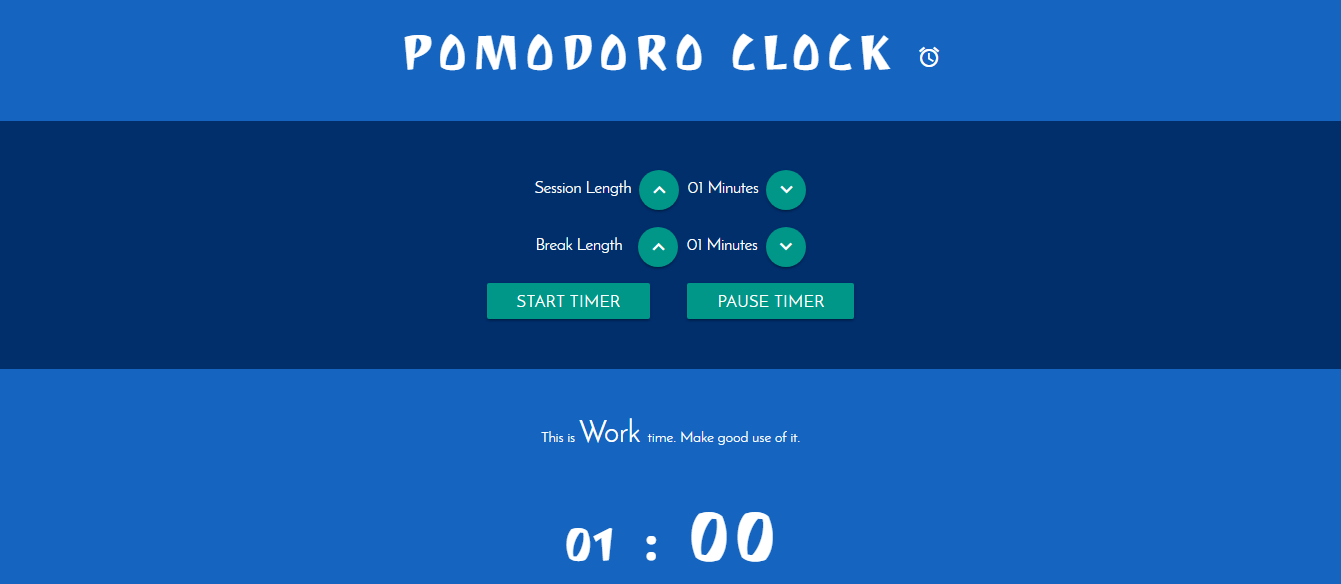 POMODORO CLOCK
Session Length 01 Minutes
Break Length 01 Minutes
START TIMER PAUSE TIMER
This is Work time. Make good use of it.
01 : 00